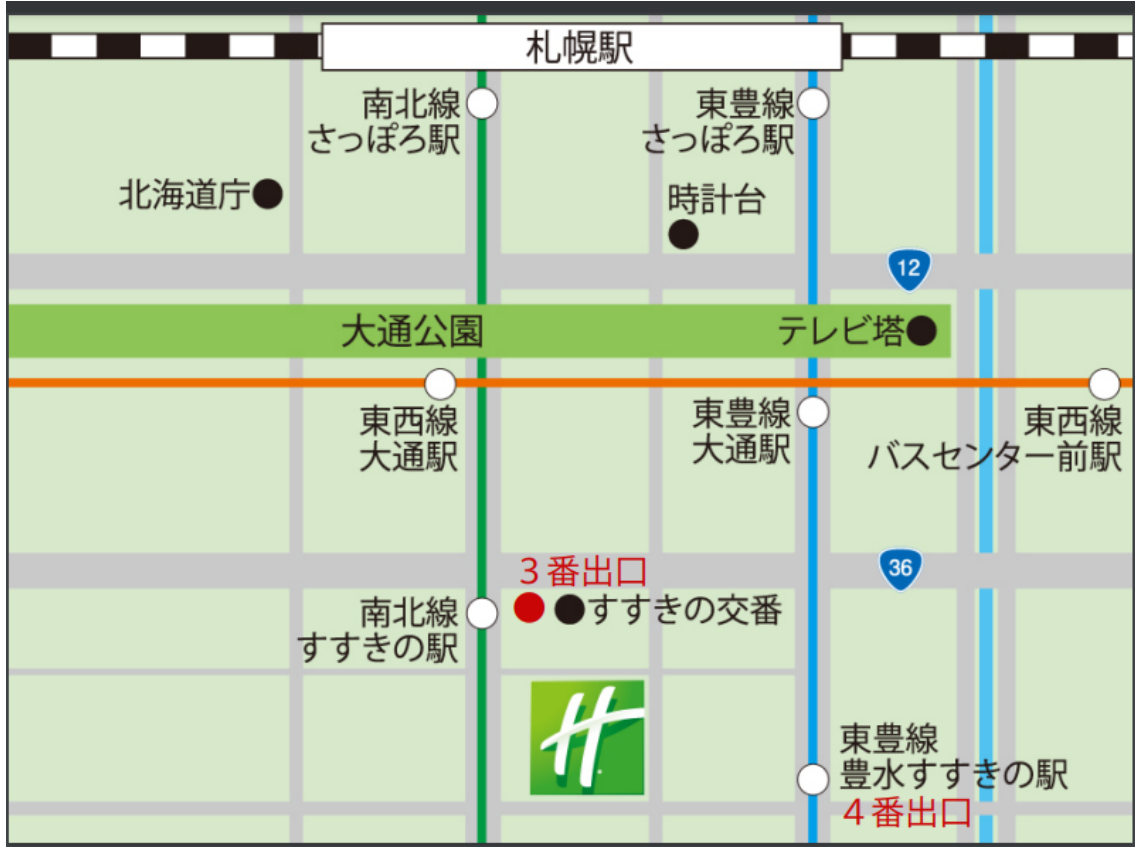 札幌駅
南北線
さっぽろ駅
東豊線
さっぽろ駅
北海道庁
時計台
12
大通公園
テレビ塔
東西線
大通駅
東豊線
大通駅
東西線
バスセンター前駅
36
３番出口
すすきの交番
南北線
すすきの駅
H
東豊線
豊水すすきの駅
４番出口